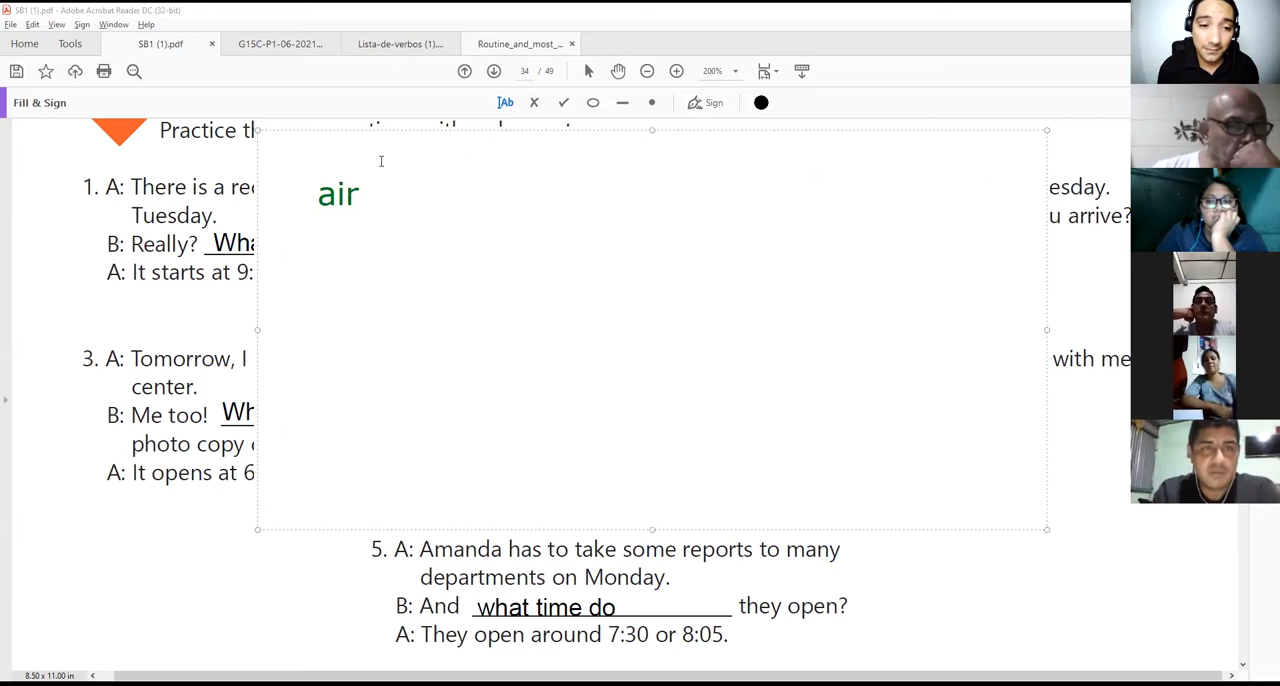 SB1 (1).pdf - Adobe Acrobat Reader DC (32-bit)
File Edit View Sign Window Help
Home Tools SB1 (1).pdf × G15C-P1-06-2021... Lista-de-verbos (1).... Routine_and_most_... ×
34 / 49 200%
Fill & Sign Ab Sign
Practice
air
1. A: There is a esday.
Tuesday. u arrive?
B: Really?
A: It starts at 9:
3. A: Tomorrow, I with me
center.
B: Me too!
photo copy
A: It opens at 6
5. A: Amanda has to take some reports to many
departments on Monday.
B: And what time do they open?
A: They open around 7:30 or 8:05.
8.50 x 11.00 in